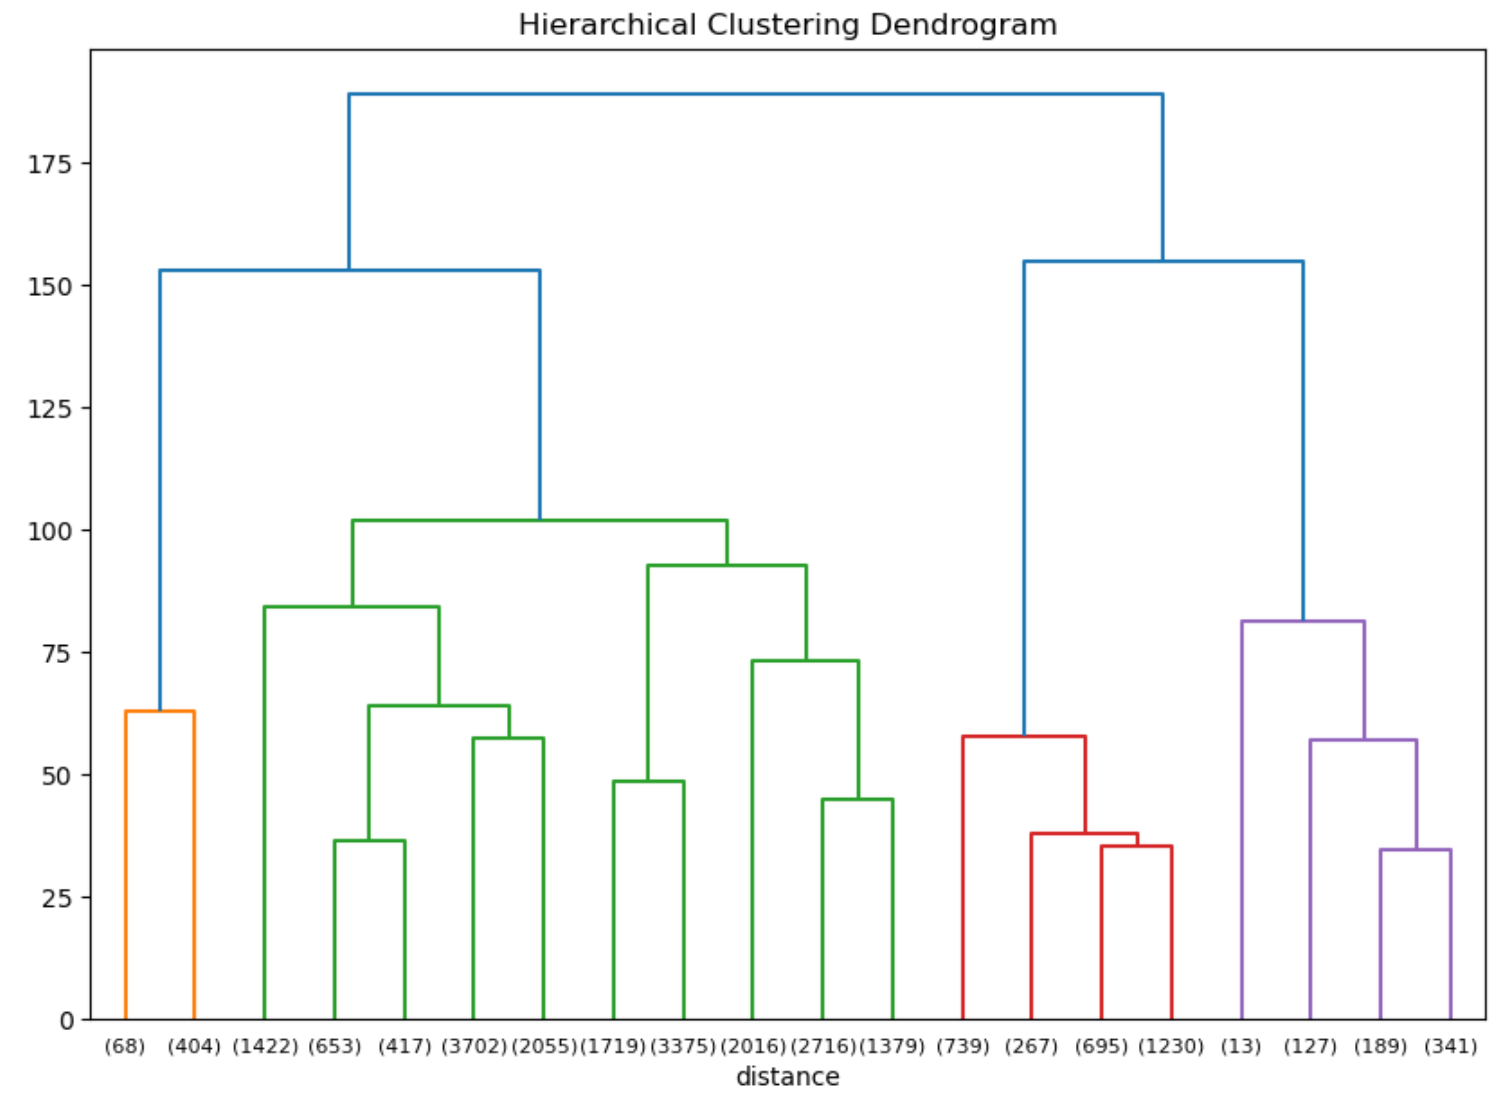 Hierarchical Clustering Dendrogram
175
150
125
100
75
50
25
0
(68) (404) (1422) (653) (417) (3702) (2055) (1719) (3375) (2016) (2716) (1379) (739) (267) (695) (1230) (13) (127) (189) (341)
distance